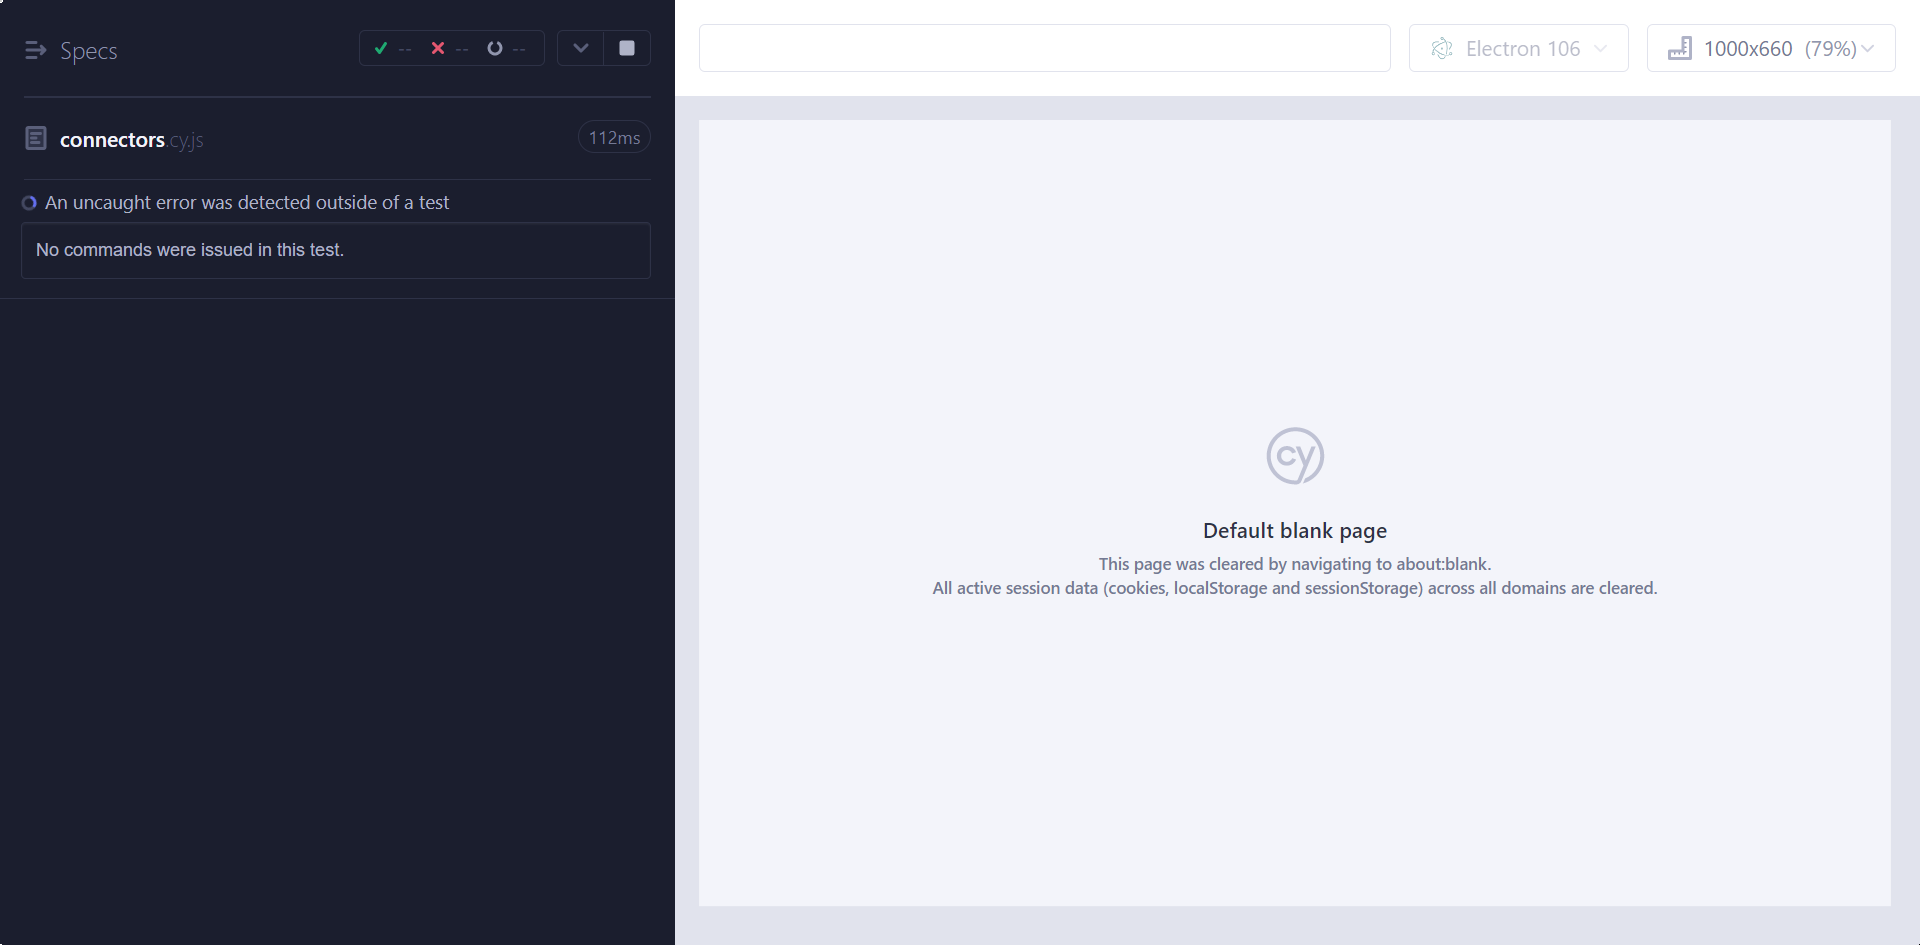 Specs
--
--
--
Electron 106
1000x660 (79%)
connectors.cy.js
112ms
An uncaught error was detected outside of a test
No commands were issued in this test.
cy
Default blank page
This page was cleared by navigating to about:blank.
All active session data (cookies, localStorage and sessionStorage) across all domains are cleared.